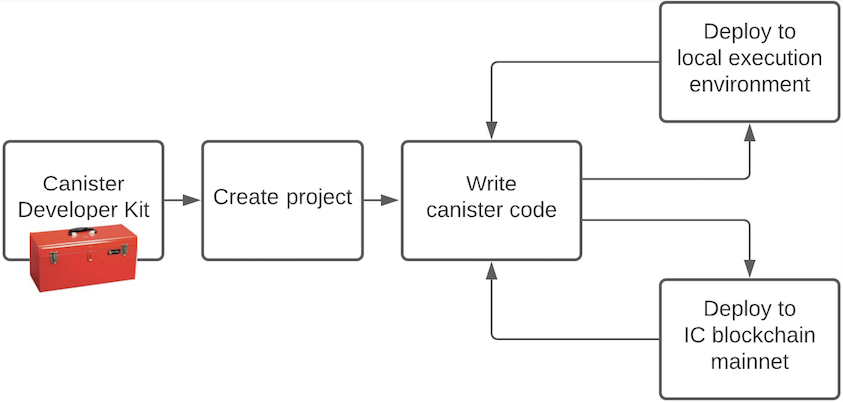 Canister
Developer Kit
Create project
Write
canister code
Deploy to
local execution
environment
Deploy to
IC blockchain
mainnet